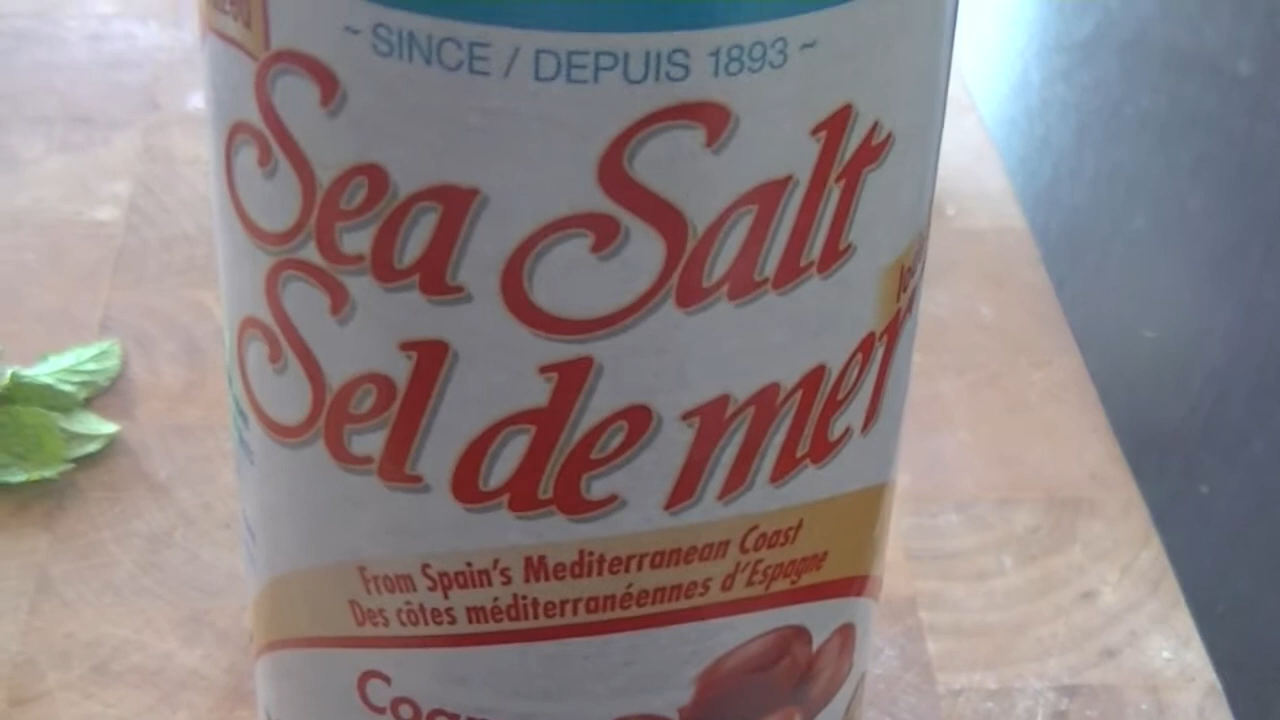 ~ SINCE / DEPUIS 1893 ~
Sea Salt
Sel de mer
From Spain's Mediterranean Coast
Des côtes méditerranéennes d'Espagne